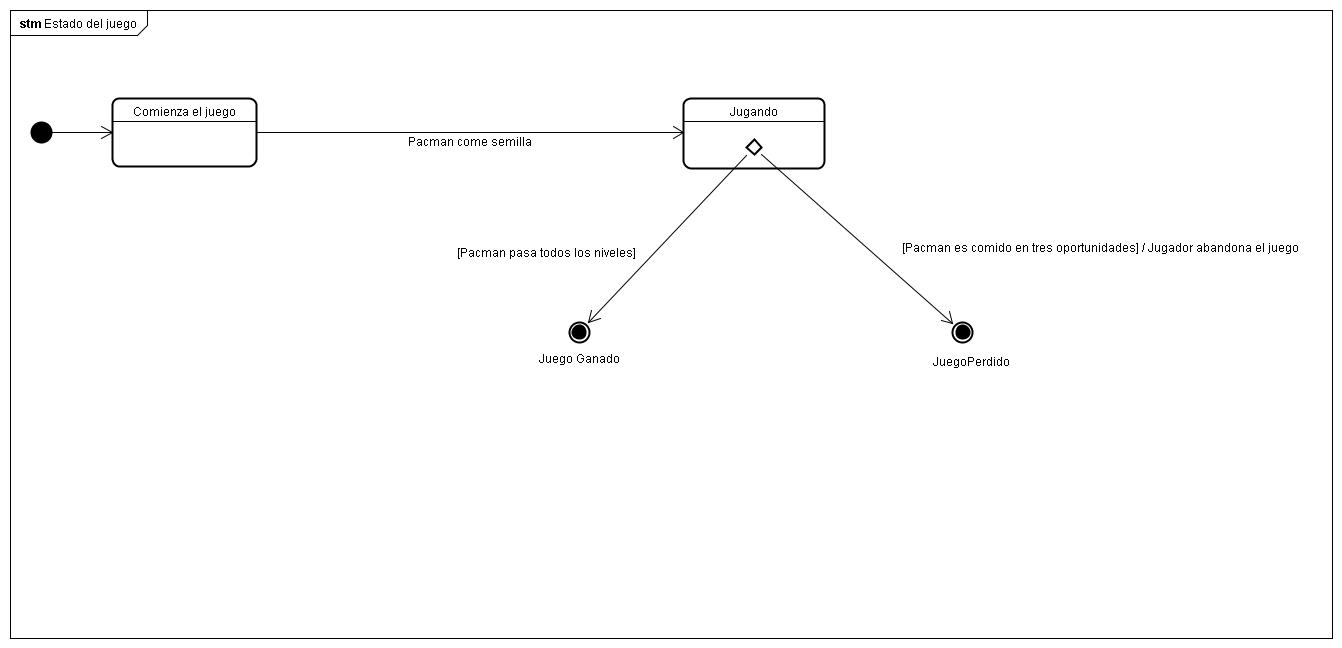 stm Estado del juego
Comienza el juego
Jugando
Pacman come semilla
[Pacman pasa todos los niveles]
[Pacman es comido en tres oportunidades] / Jugador abandona el juego
Juego Ganado
JuegoPerdido